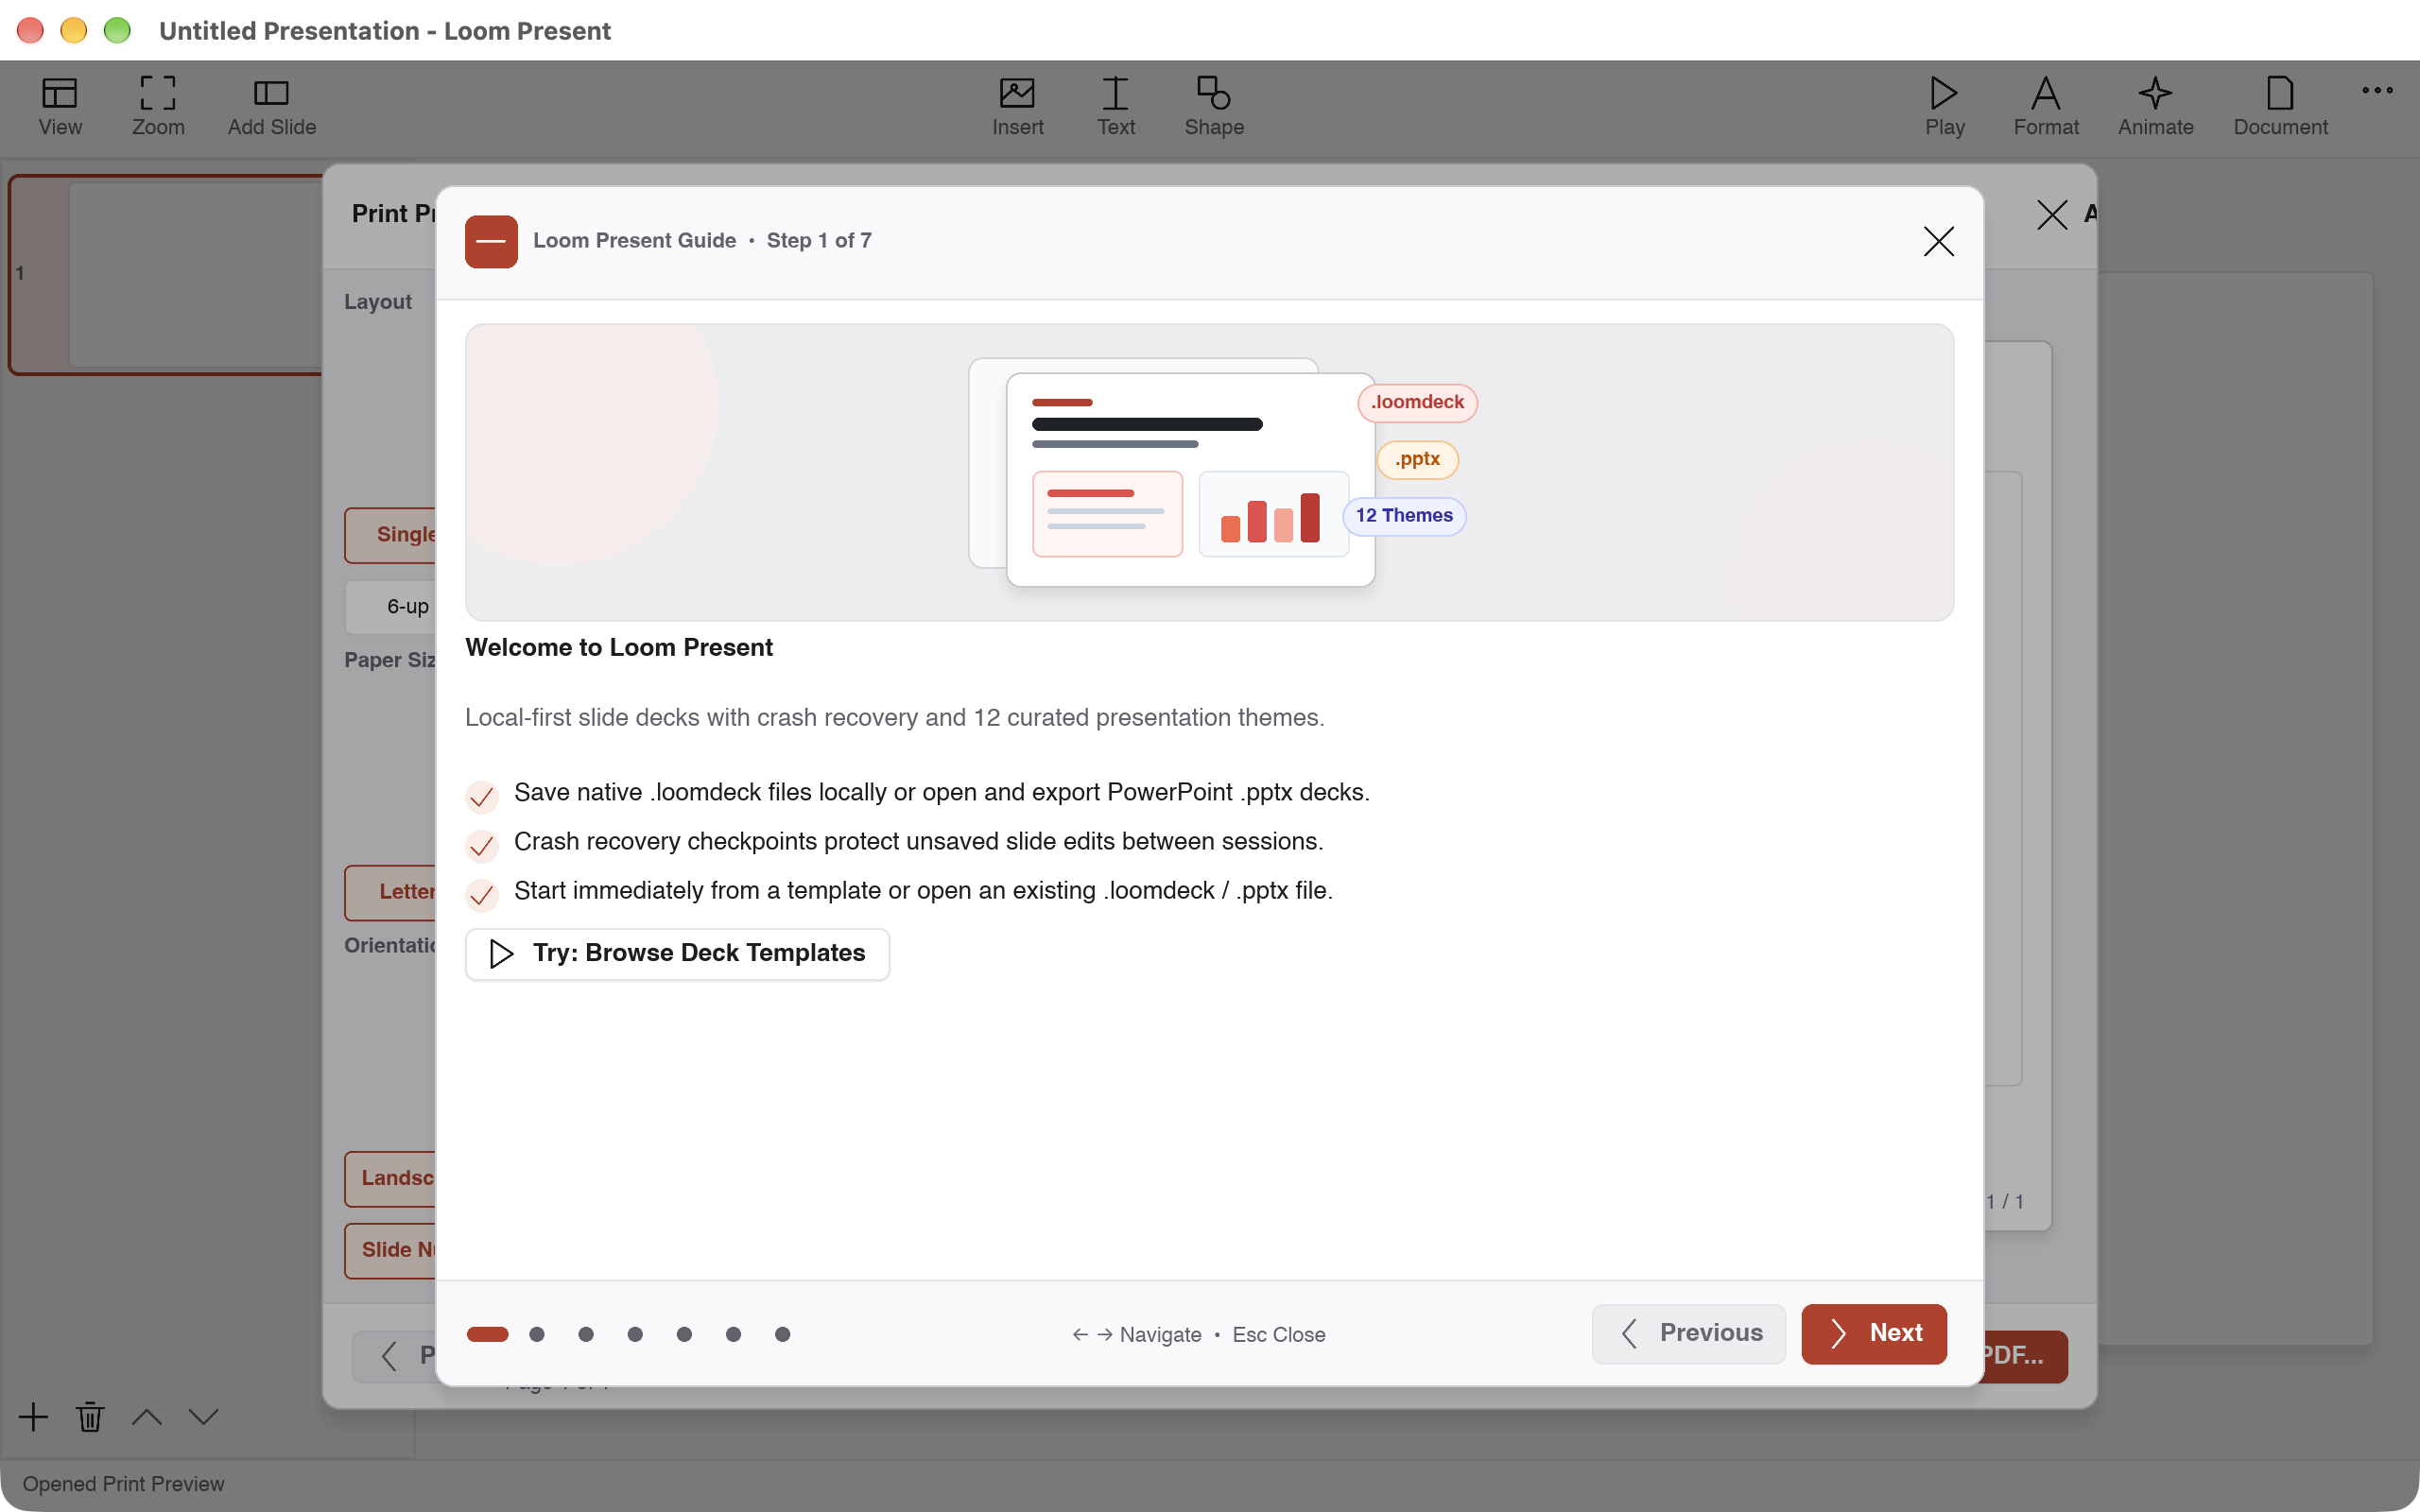 Untitled Presentation - Loom Present
View Zoom Add Slide Insert Text Shape Play Format Animate Document
Print
Loom Present Guide • Step 1 of 7
1
Layout
.loomdeck
.pptx
12 Themes
Single
6-up
Welcome to Loom Present
Paper
Local-first slide decks with crash recovery and 12 curated presentation themes.
Save native .loomdeck files locally or open and export PowerPoint .pptx decks.
Crash recovery checkpoints protect unsaved slide edits between sessions.
Letter
Start immediately from a template or open an existing .loomdeck / .pptx file.
Try: Browse Deck Templates
1 / 1
Slide
← → Navigate • Esc Close
Previous
Next
PDF...
Opened Print Preview